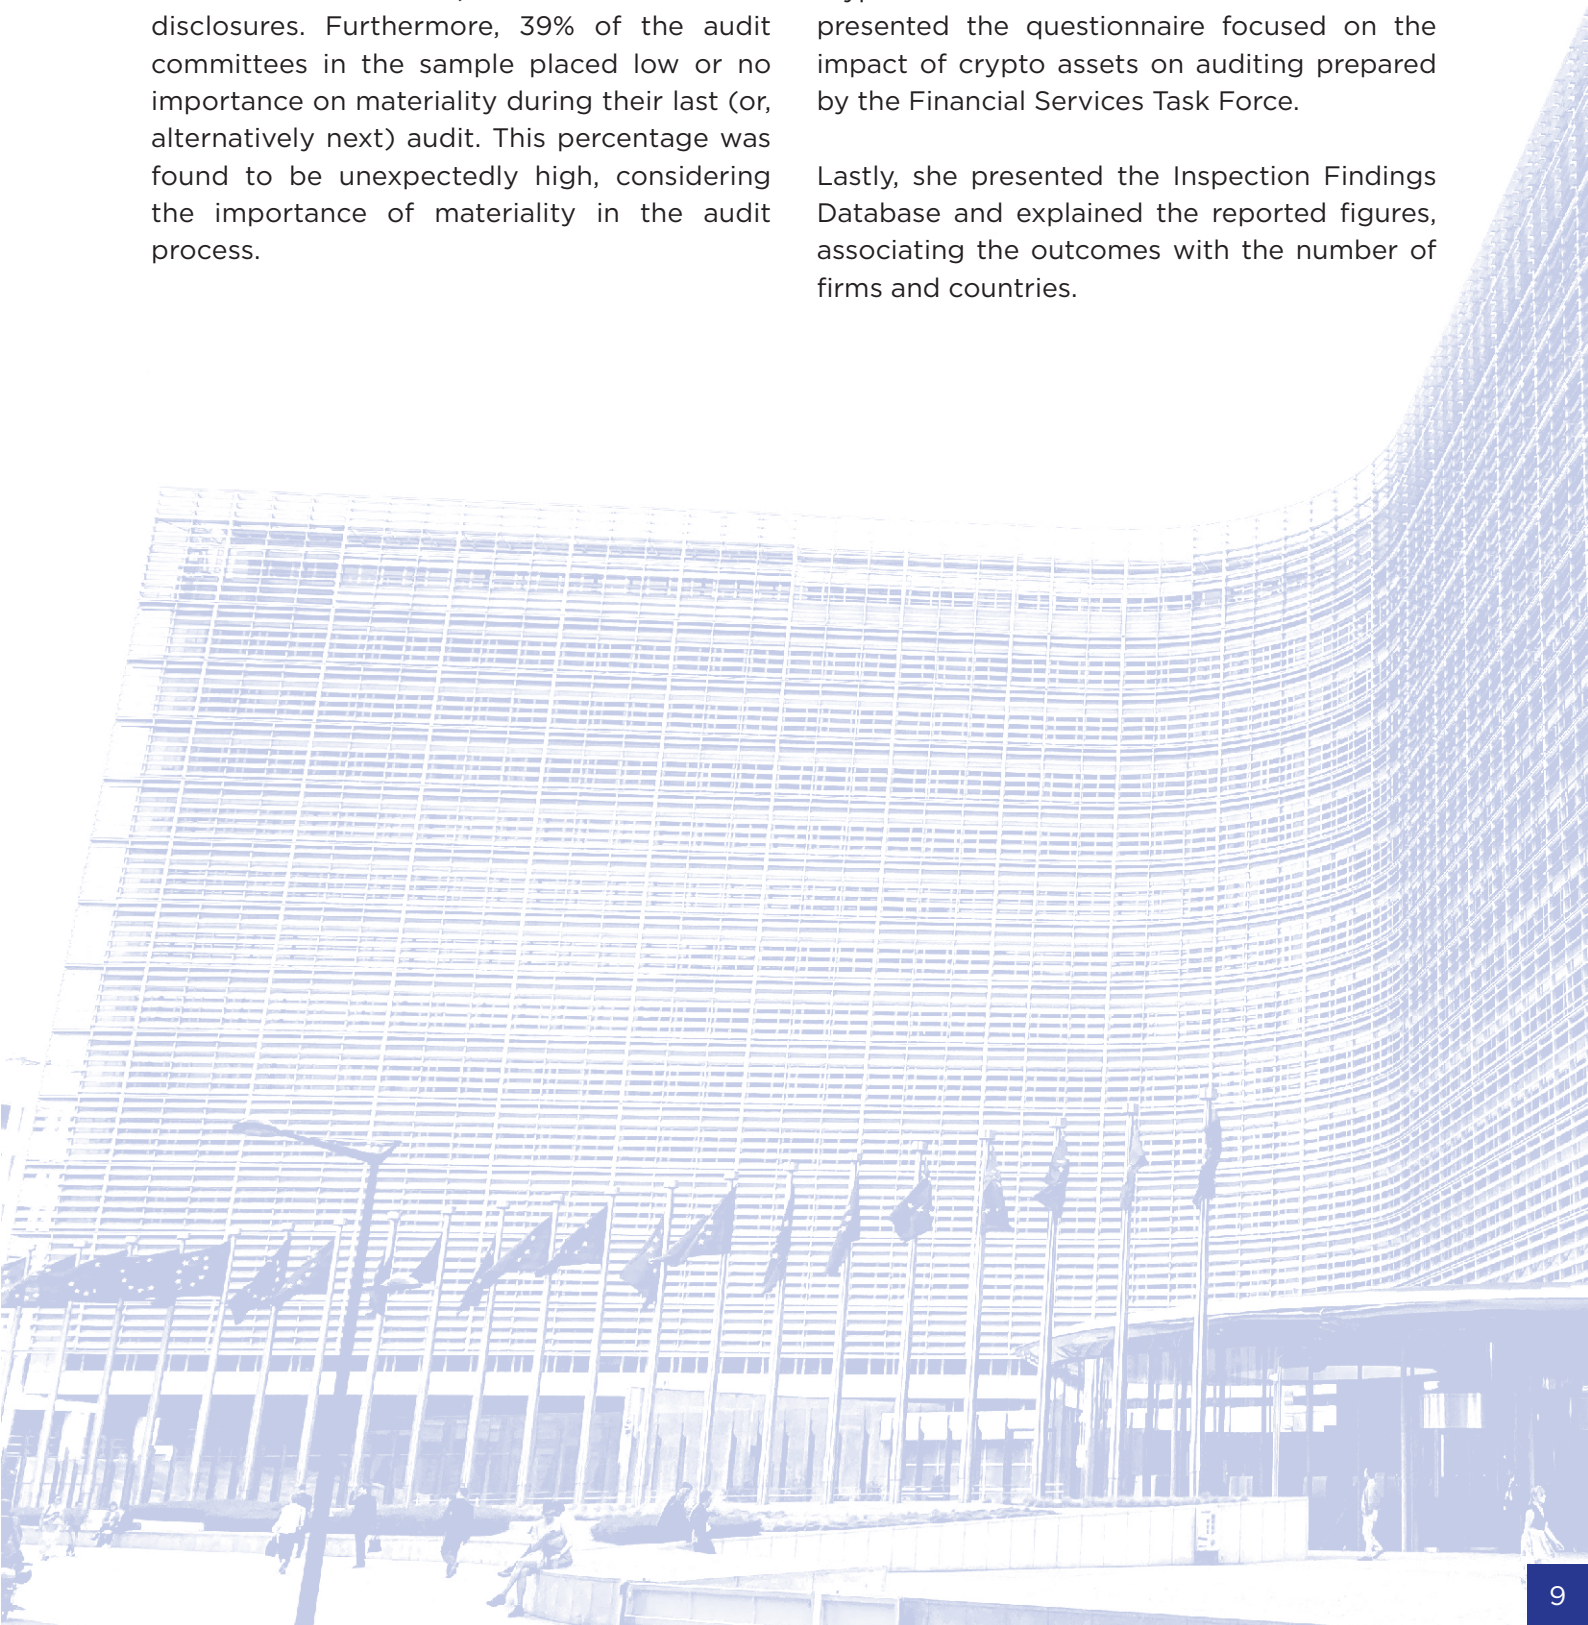 disclosures. Furthermore, 39% of the audit
committees in the sample placed low or no
importance on materiality during their last (or,
alternatively next) audit. This percentage was
found to be unexpectedly high, considering
the importance of materiality in the audit
process.
presented the questionnaire focused on the
impact of crypto assets on auditing prepared
by the Financial Services Task Force.
Lastly, she presented the Inspection Findings
Database and explained the reported figures,
associating the outcomes with the number of
firms and countries.
9